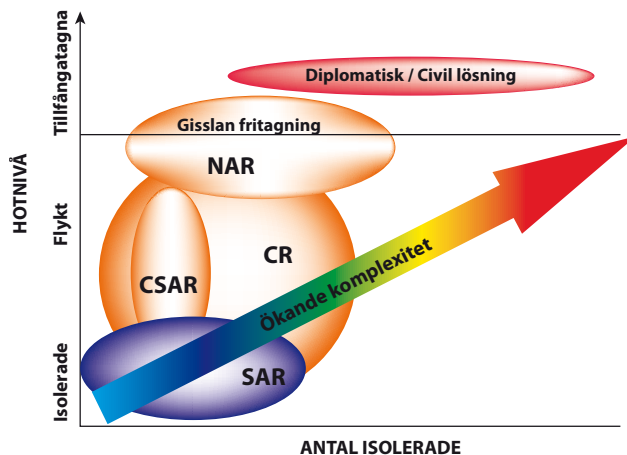 Tillfångatagna
Diplomatisk / Civil lösning
Gisslan fritagning
NAR
HOTNIVÅ
Flykt
CR
CSAR
Ökande komplexitet
SAR
Isolerade
ANTAL ISOLERADE